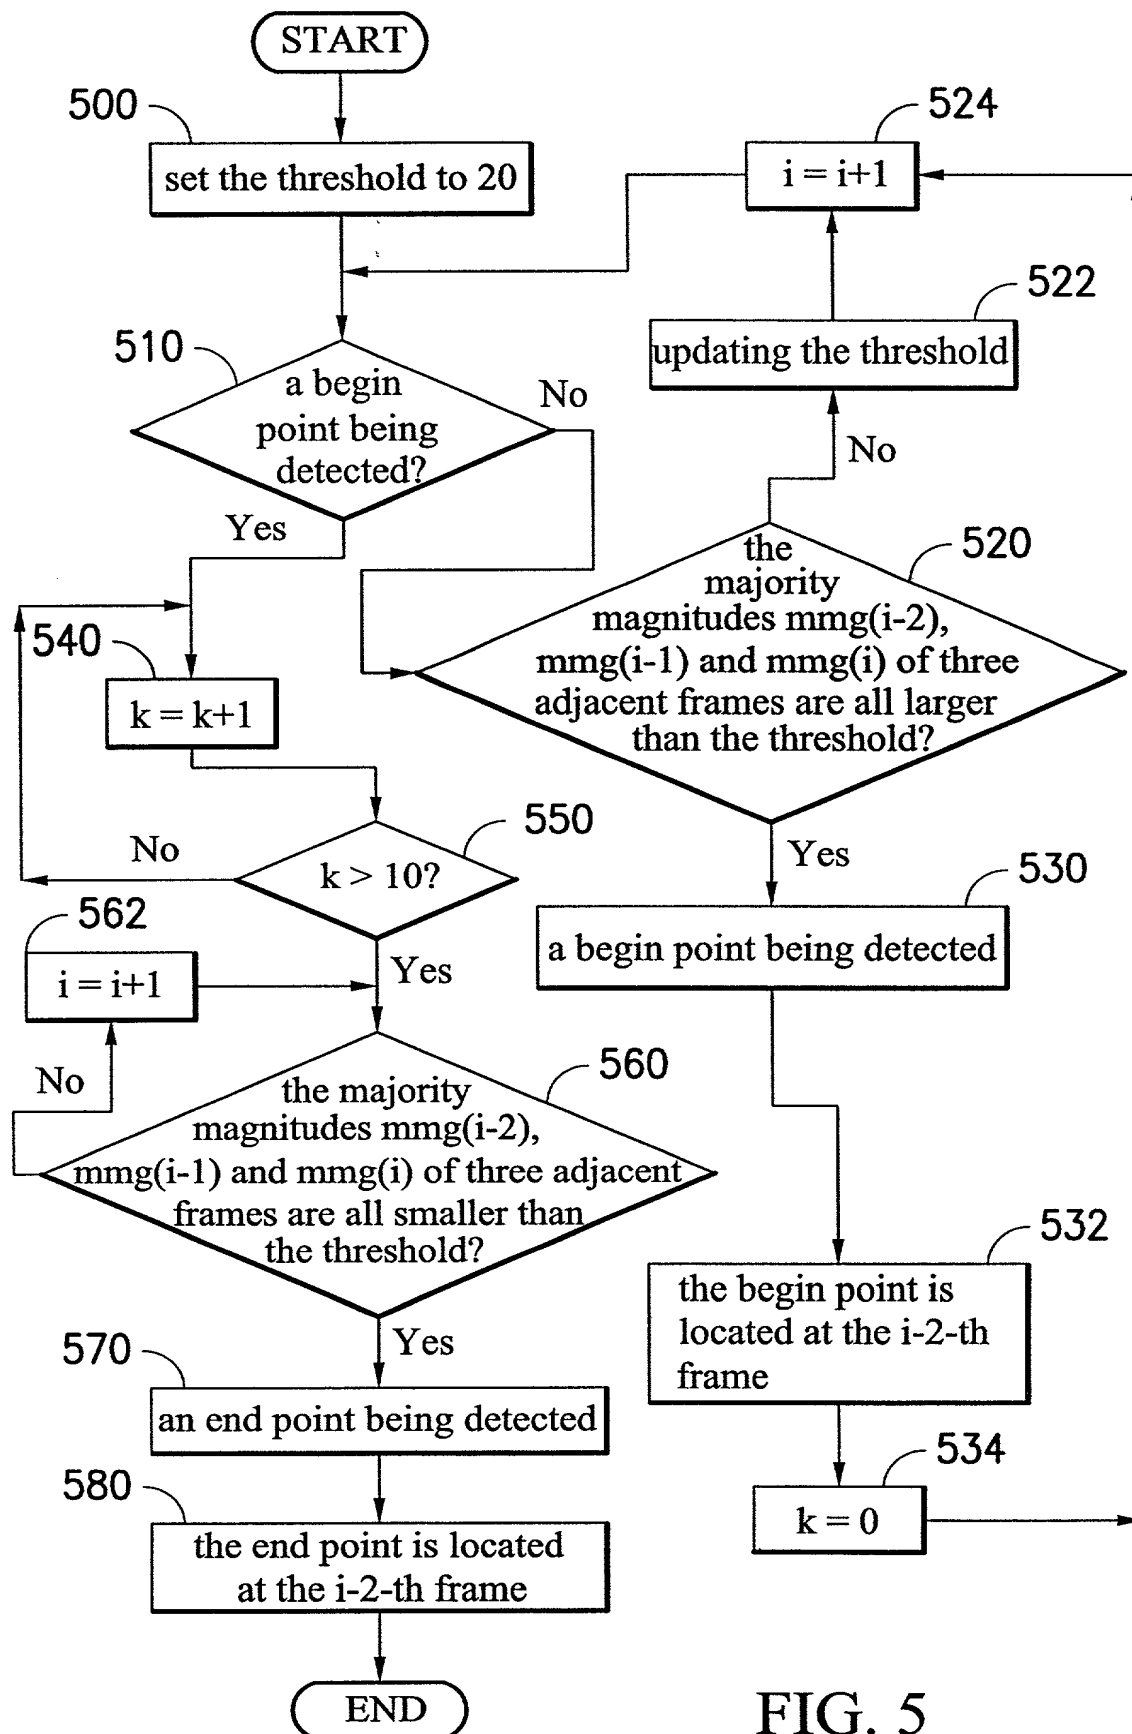 START
500
set the threshold to 20
524
i = i+1
522
updating the threshold
510
a begin
point being
detected?
No
Yes
No
520
the
majority
magnitudes mmg(i-2),
mmg(i-1) and mmg(i) of three
adjacent frames are all larger
than the threshold?
540
k = k+1
550
k > 10?
No
Yes
Yes
530
a begin point being detected
562
i = i+1
No
560
the majority
magnitudes mmg(i-2),
mmg(i-1) and mmg(i) of three adjacent
frames are all smaller than
the threshold?
532
the begin point is
located at the i-2-th
frame
Yes
570
an end point being detected
534
k = 0
580
the end point is located
at the i-2-th frame
END
FIG. 5